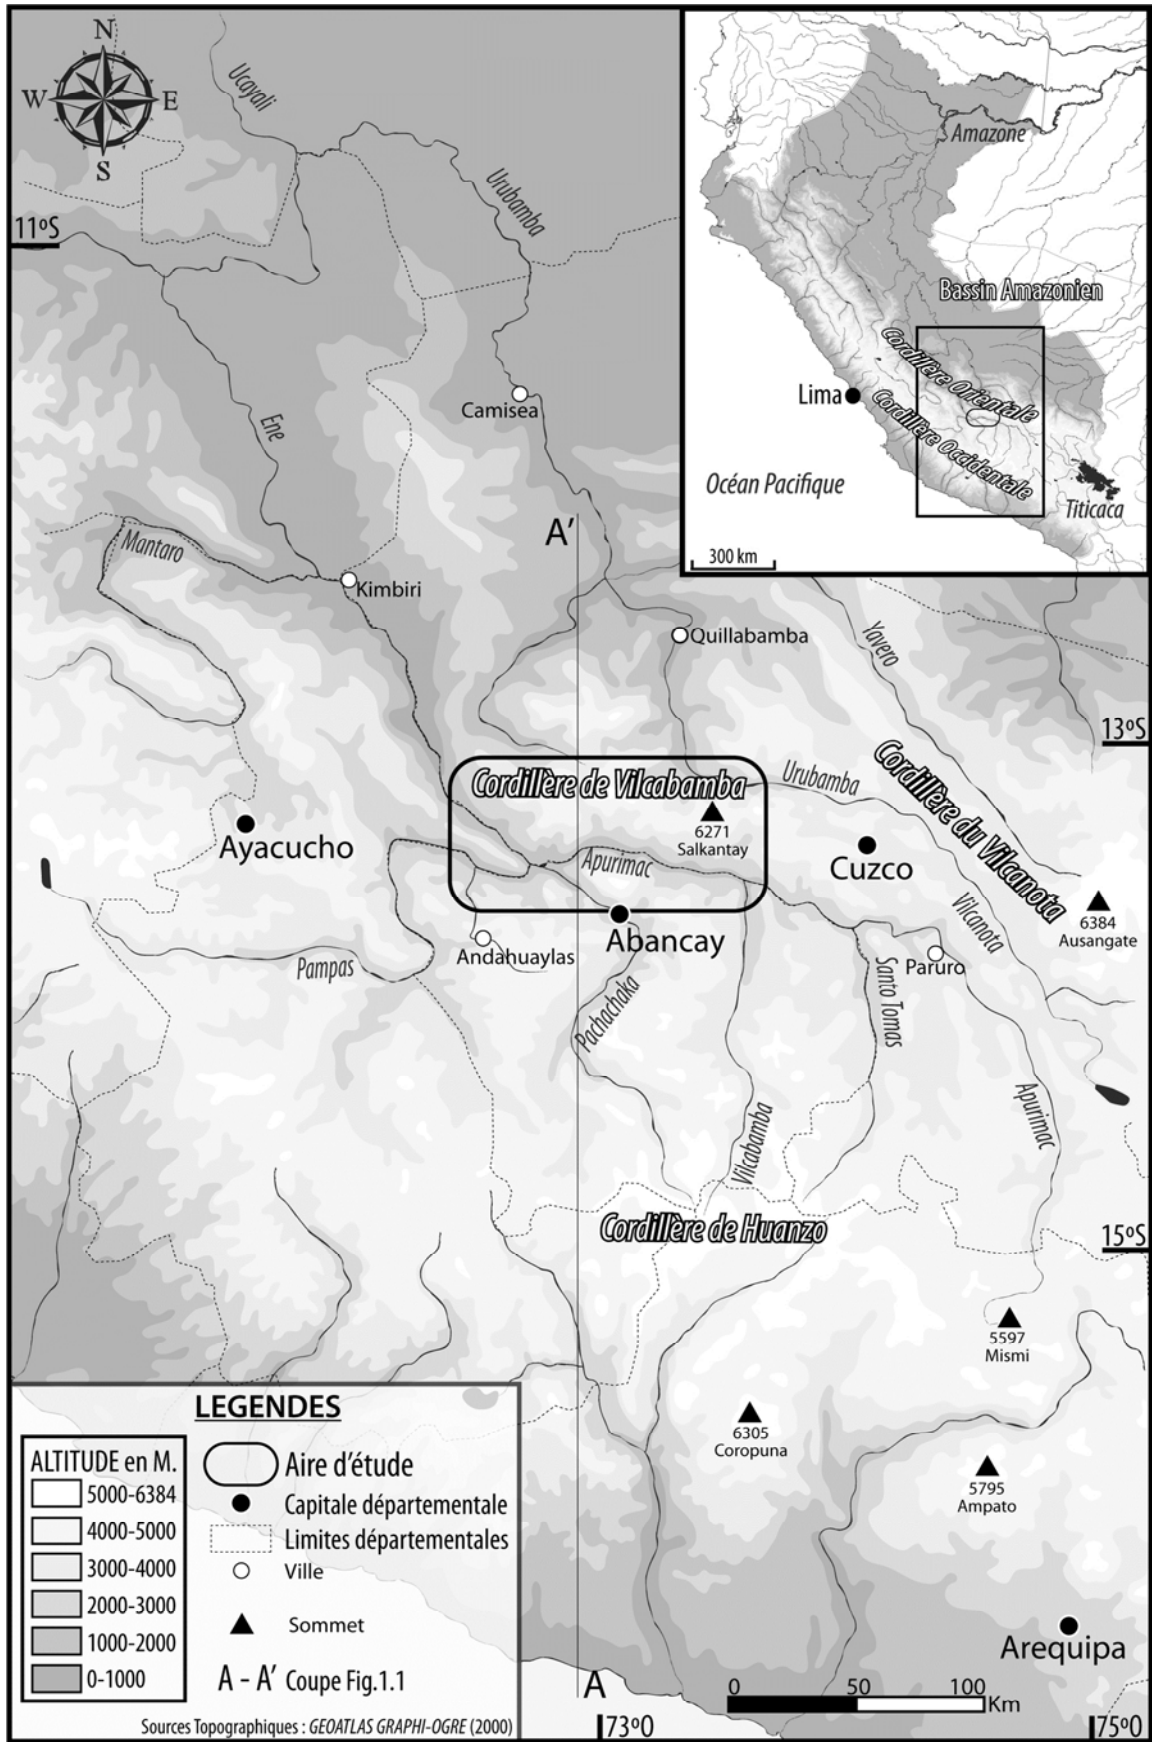 N
W
E
S
Ucayali
Urubamba
11ºS
Amazone
Bassin Amazonien
Cordillère Orientale
Lima
Cordillère Occidentale
Océan Pacifique
Titicaca
300 km
Camisea
Ene
A'
Mantaro
Kimbiri
Quillabamba
Yavero
13ºS
Cordillère de Vilcabamba
Urubamba
Cordillère du Vilcanota
6271
Salkantay
Ayacucho
Apurimac
Cuzco
Vilcanota
6384
Ausangate
Abancay
Andahuaylas
Paruro
Pampas
Santo Tomas
Pachachaka
Apurimac
Vilcabamba
Cordillère de Huanzo
15ºS
5597
Mismi
6305
Coropuna
5795
Ampato
Arequipa
LEGENDES
ALTITUDE en M.
5000-6384
4000-5000
3000-4000
2000-3000
1000-2000
0-1000
Aire d'étude
Capitale départementale
Limites départementales
Ville
Sommet
A - A' Coupe Fig.1.1
Sources Topographiques : GEOATLAS GRAPHI-OGRE (2000)
A
0 50 100
Km
73ºO
75ºO